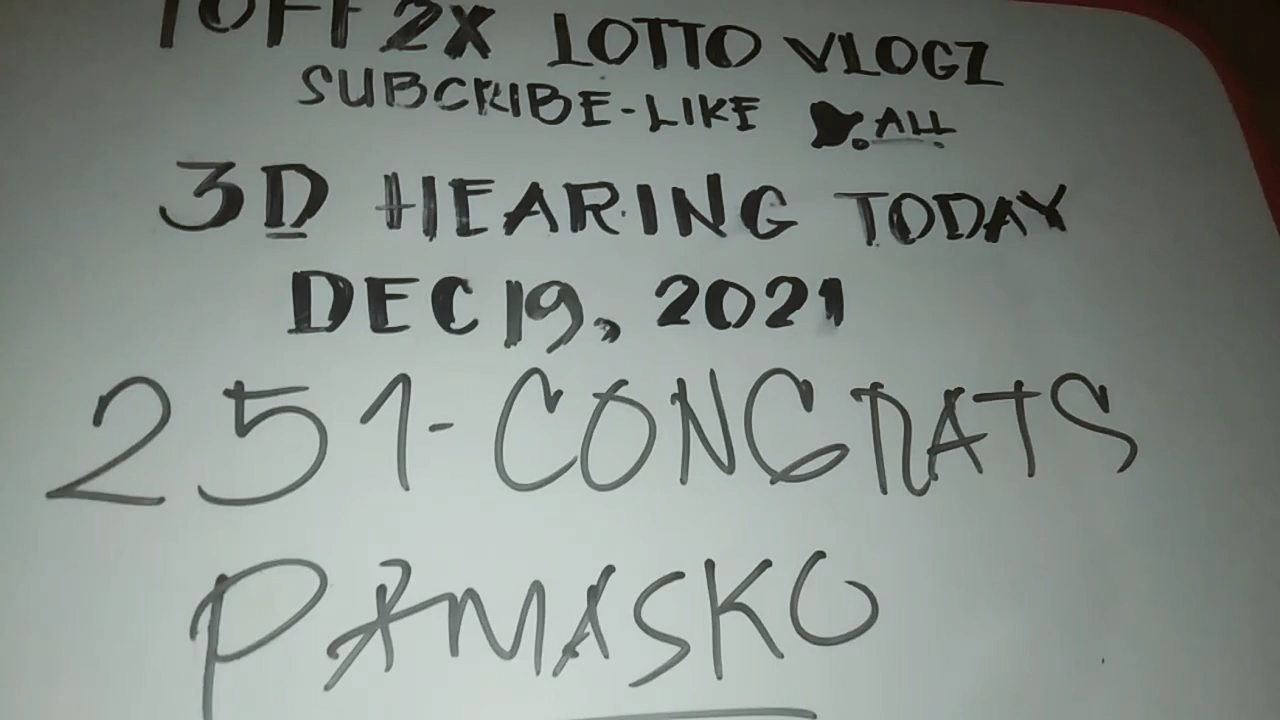 TOFF 2X LOTTO VLOGZ
SUBCRIBE-LIKE ALL
3D HEARING TODAY
DEC 19, 2021
251-CONGRATS
PAMASKO